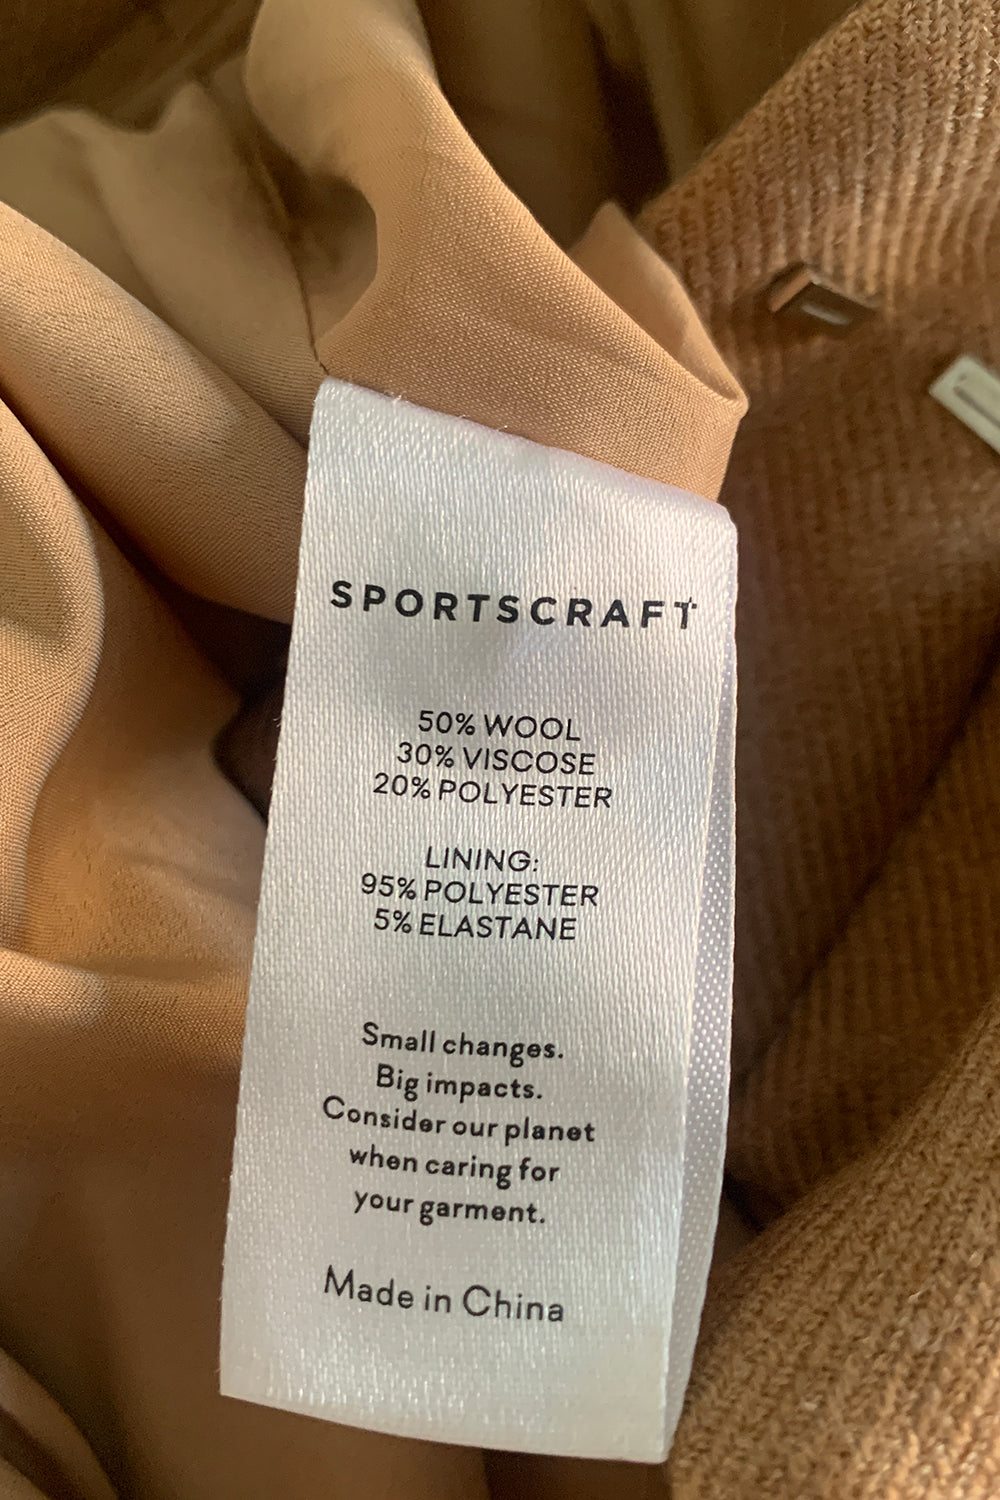 SPORTSCRAFT
50% WOOL
30% VISCOSE
20% POLYESTER
LINING:
95% POLYESTER
5% ELASTANE
Small changes.
Big impacts.
Consider our planet
when caring for
your garment.
Made in China